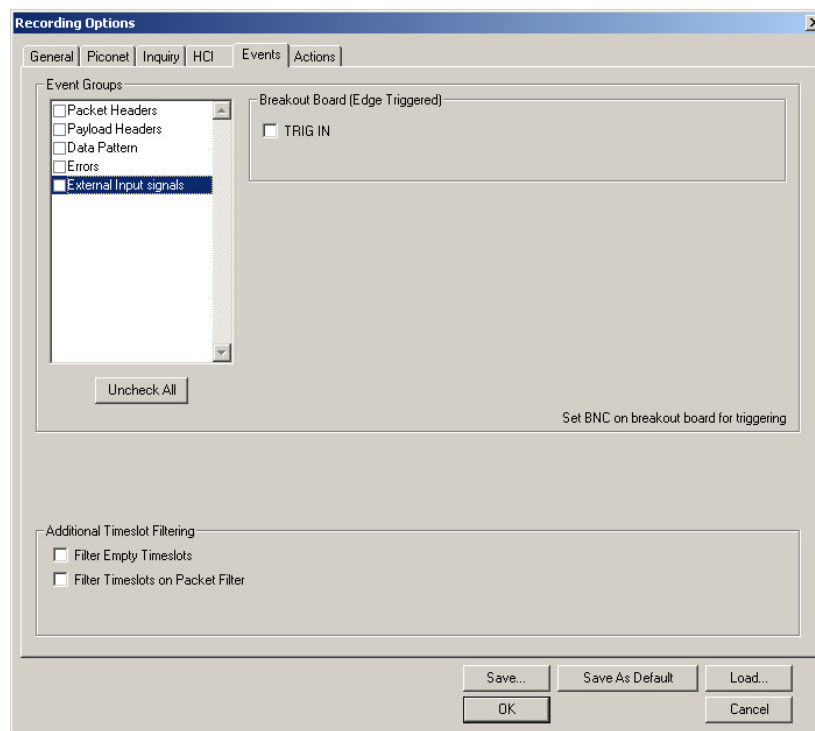 Recording Options
General Piconet Inquiry HCI Events Actions
Event Groups
Packet Headers
Payload Headers
Data Pattern
Errors
External Input signals
Uncheck All
Breakout Board (Edge Triggered)
TRIG IN
Set BNC on breakout board for triggering
Additional Timeslot Filtering
Filter Empty Timeslots
Filter Timeslots on Packet Filter
Save... Save As Default Load...
OK Cancel